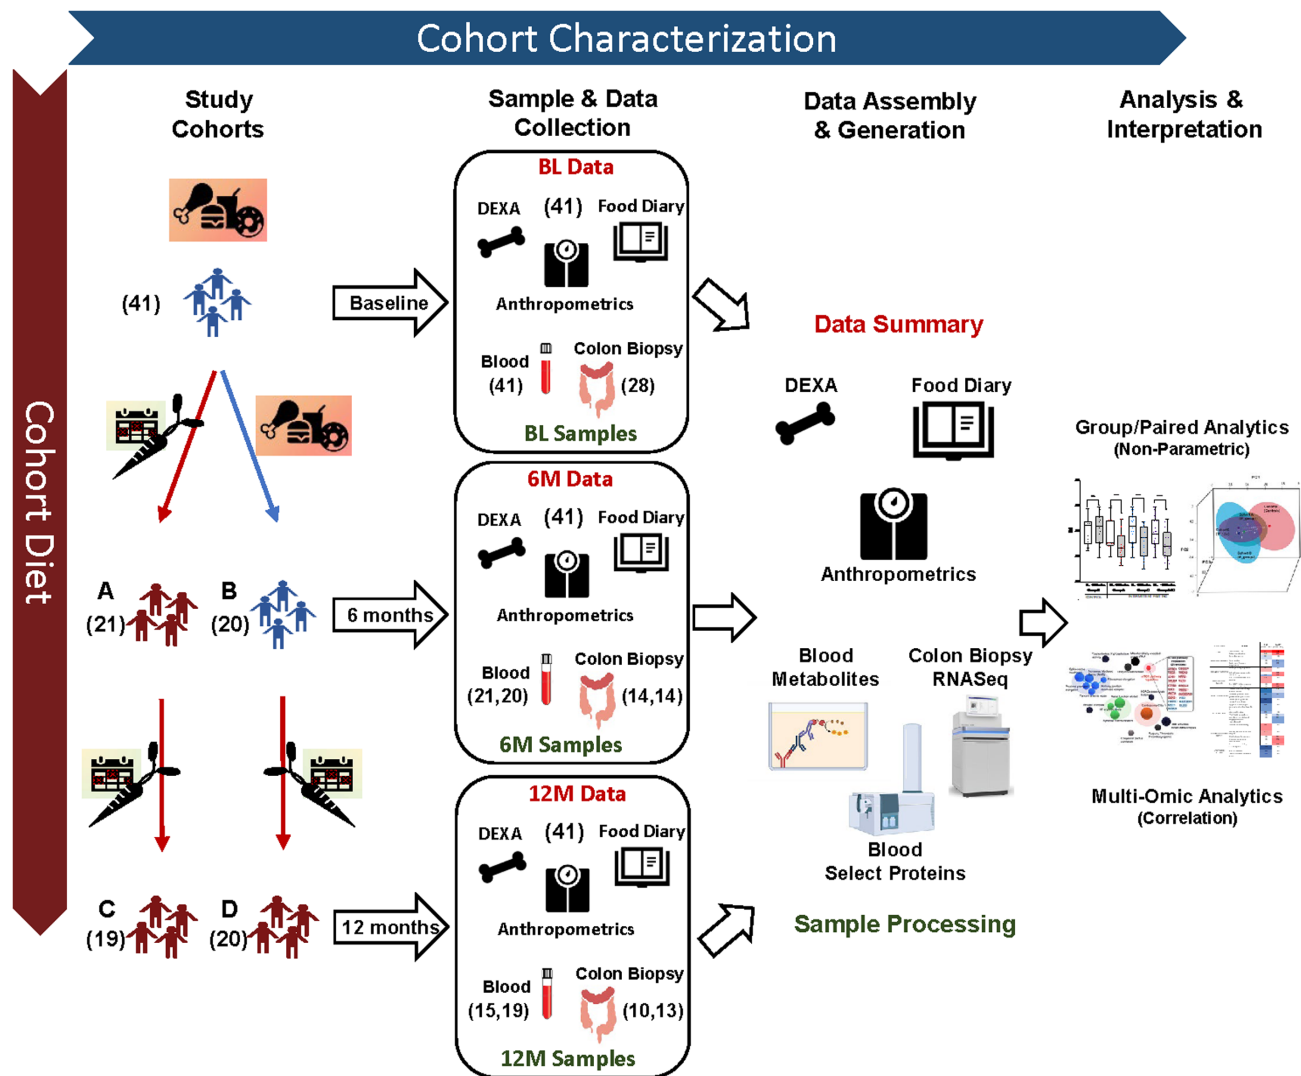 Cohort Characterization
Cohort Diet
Study
Cohorts
Sample & Data
Collection
Data Assembly
& Generation
Analysis &
Interpretation
(41)
Baseline
BL Data
DEXA
(41)
Food Diary
Anthropometrics
Blood
(41)
Colon Biopsy
(28)
BL Samples
A
(21)
B
(20)
6 months
6M Data
DEXA
(41)
Food Diary
Anthropometrics
Blood
(21,20)
Colon Biopsy
(14,14)
6M Samples
C
(19)
D
(20)
12 months
12M Data
DEXA
(41)
Food Diary
Anthropometrics
Blood
(15,19)
Colon Biopsy
(10,13)
12M Samples
Data Summary
DEXA
Food Diary
Anthropometrics
Blood
Metabolites
Colon Biopsy
RNASeq
Blood
Select Proteins
Sample Processing
Group/Paired Analytics
(Non-Parametric)
Multi-Omic Analytics
(Correlation)